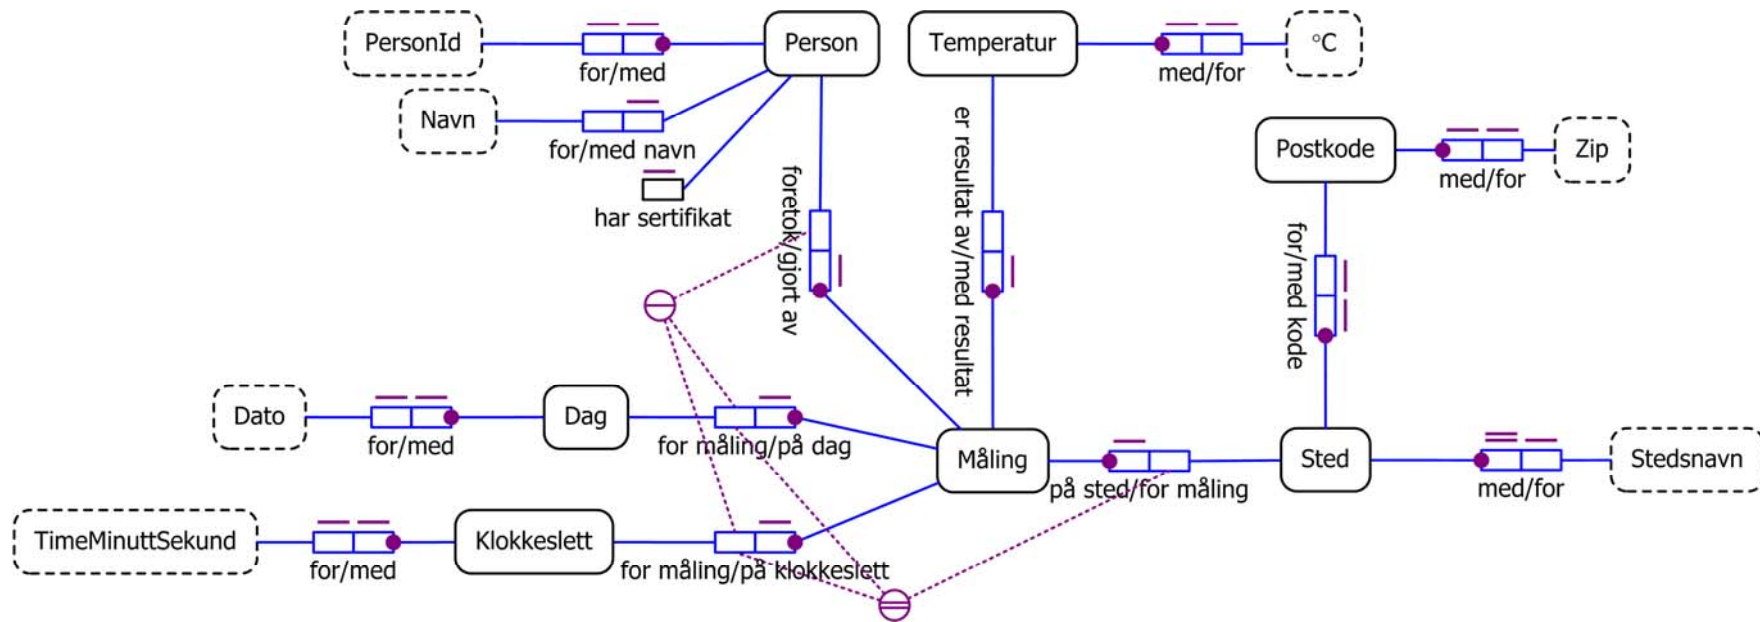 PersonId
for/med
Person
Temperatur
med/for
°C
Navn
for/med navn
har sertifikat
foretok/gjort av
er resultat av/med resultat
Postkode
med/for
Zip
for/med kode
Dato
for/med
Dag
for måling/på dag
Måling
på sted/for måling
Sted
med/for
Stedsnavn
TimeMinuttSekund
for/med
Klokkeslett
for måling/på klokkeslett